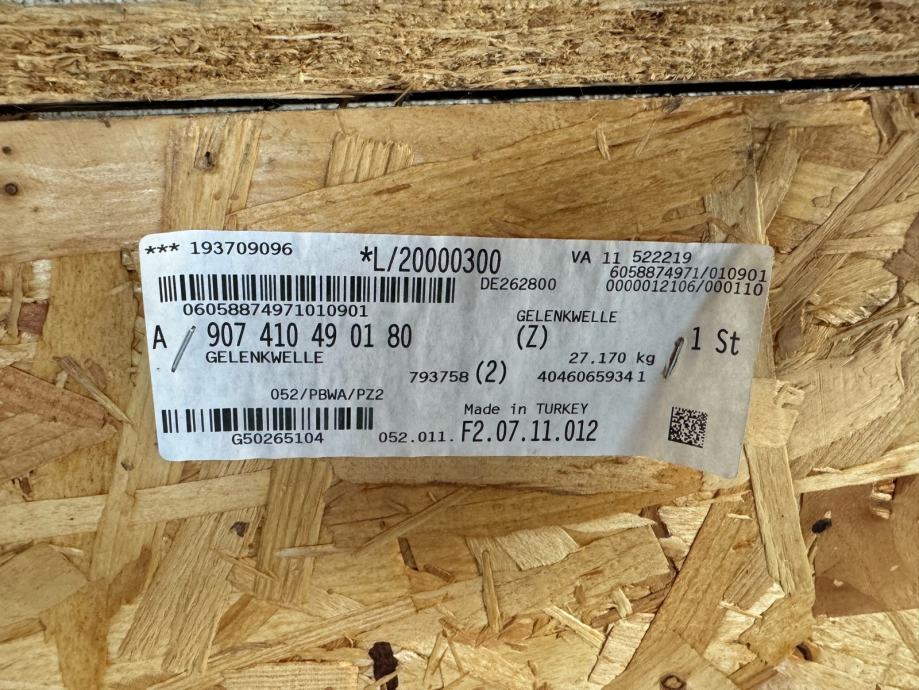 *** 193709096 *L/20000300 VA 11 522219
6058874971/010901
DE262800 0000012106/000110
06058874971010901
GELENKWELLE
A 907 410 49 01 80 (Z) 1 St
GELENKWELLE 27.170 kg
793758 (2) 4046065934 1
052/PBWA/PZ2
Made in TURKEY
G50265104 052.011. F2.07.11.012